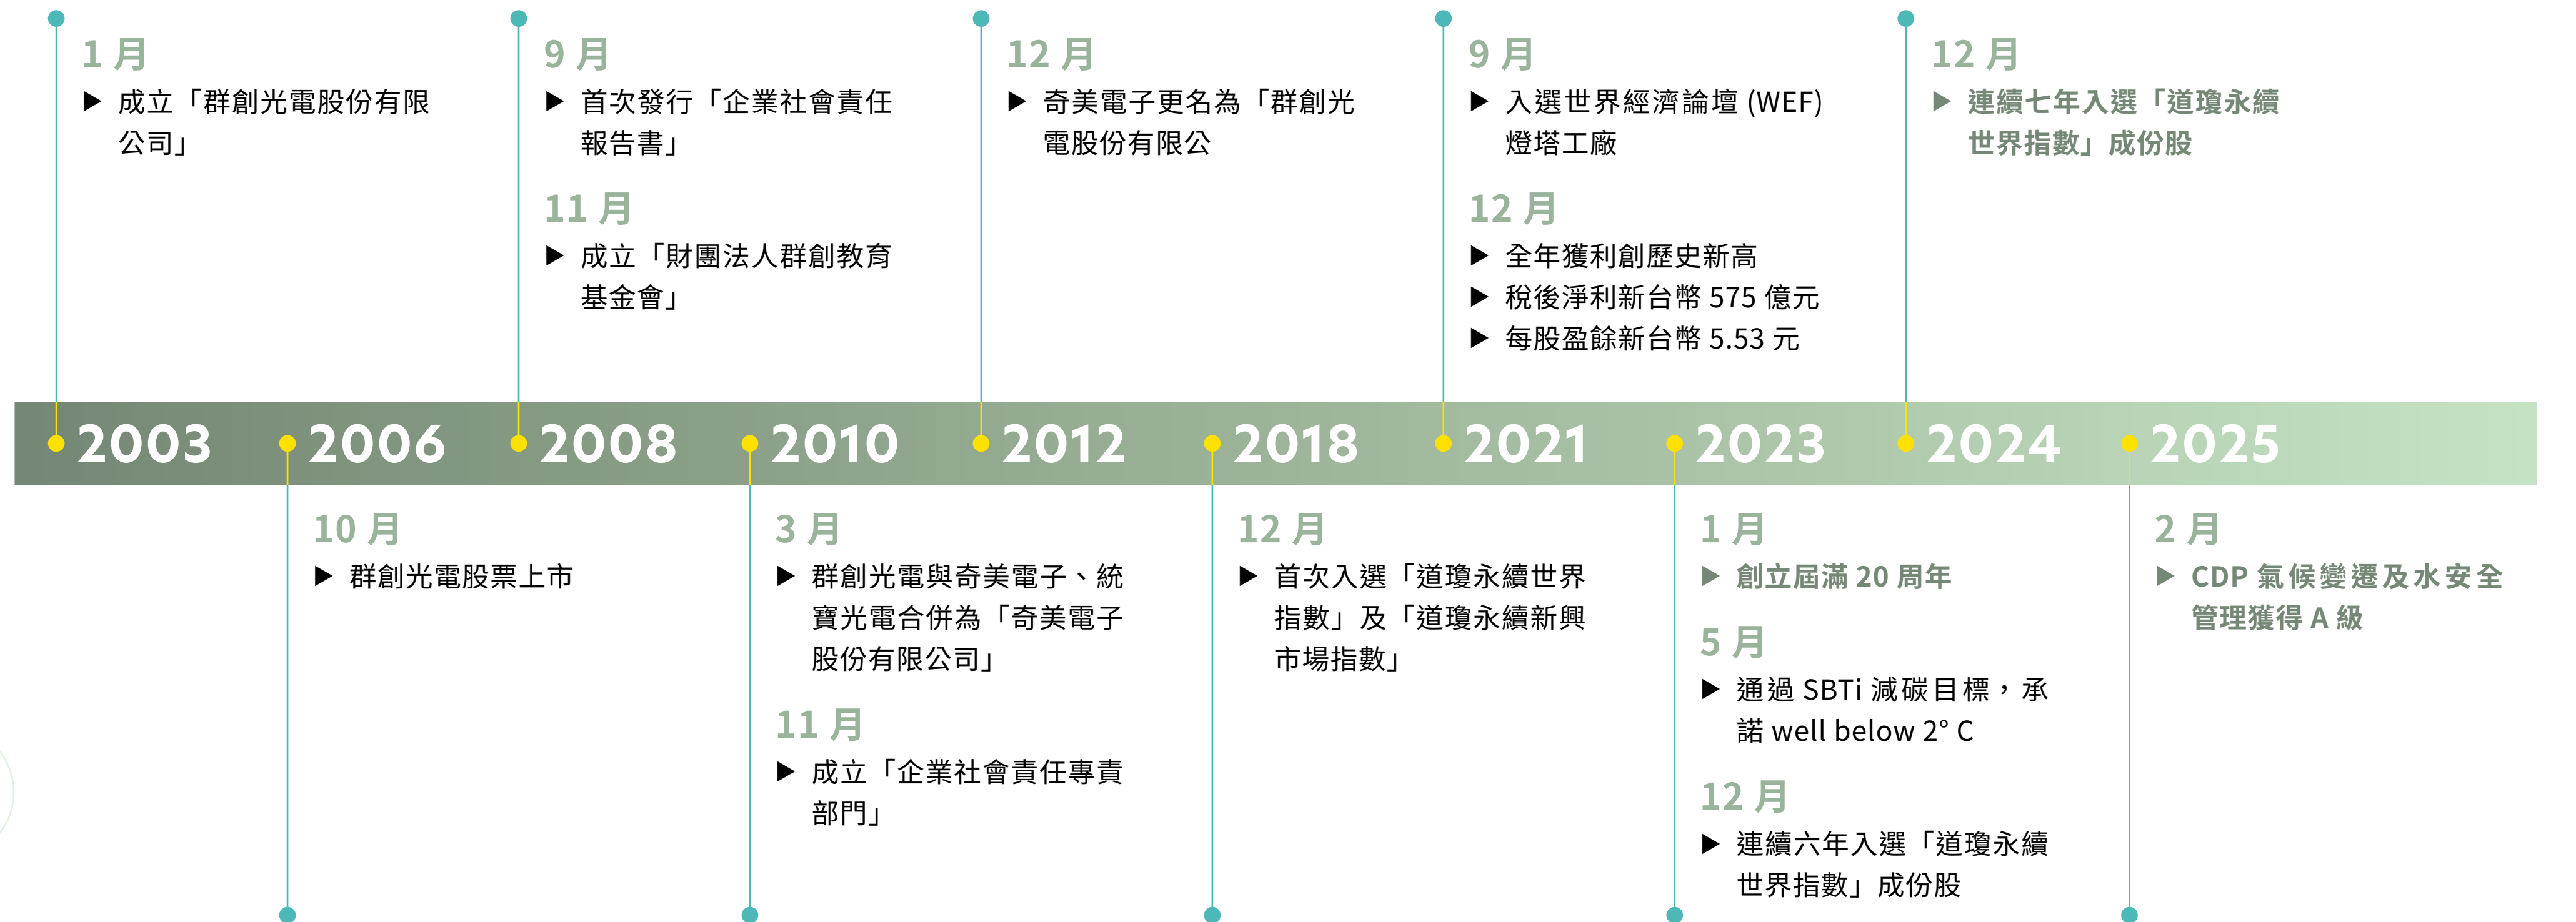 1 月
▶ 成立「群創光電股份有限
公司」
9 月
▶ 首次發行「企業社會責任
報告書」
11 月
▶ 成立「財團法人群創教育
基金會」
12 月
▶ 奇美電子更名為「群創光
電股份有限公
9 月
▶ 入選世界經濟論壇 (WEF)
燈塔工廠
12 月
▶ 全年獲利創歷史新高
▶ 稅後淨利新台幣 575 億元
▶ 每股盈餘新台幣 5.53 元
12 月
▶ 連續七年入選「道瓊永續
世界指數」成份股
2003 2006 2008 2010 2012 2018 2021 2023 2024 2025
10 月
▶ 群創光電股票上市
3 月
▶ 群創光電與奇美電子、統
寶光電合併為「奇美電子
股份有限公司」
11 月
▶ 成立「企業社會責任專責
部門」
12 月
▶ 首次入選「道瓊永續世界
指數」及「道瓊永續新興
市場指數」
1 月
▶ 創立屆滿 20 周年
5 月
▶ 通過 SBTi 減碳目標，承
諾 well below 2° C
12 月
▶ 連續六年入選「道瓊永續
世界指數」成份股
2 月
▶ CDP 氣候變遷及水安全
管理獲得 A 級